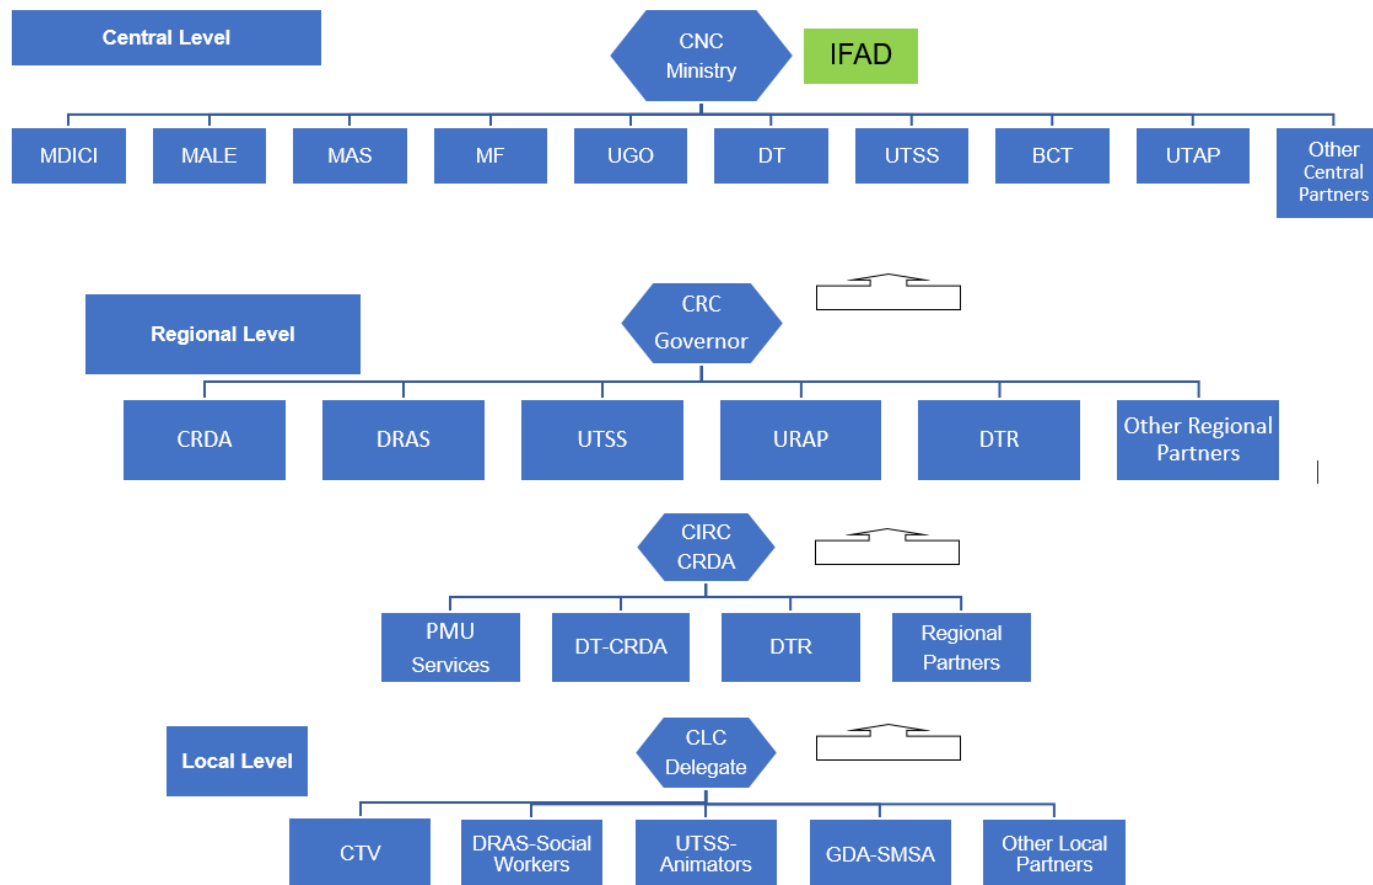 Central Level
CNC
Ministry
IFAD
MDICI
MALE
MAS
MF
UGO
DT
UTSS
BCT
UTAP
Other
Central
Partners
Regional Level
CRC
Governor
CRDA
DRAS
UTSS
URAP
DTR
Other Regional
Partners
CIRC
CRDA
PMU
Services
DT-CRDA
DTR
Regional
Partners
Local Level
CLC
Delegate
CTV
DRAS-Social
Workers
UTSS-
Animators
GDA-SMSA
Other Local
Partners